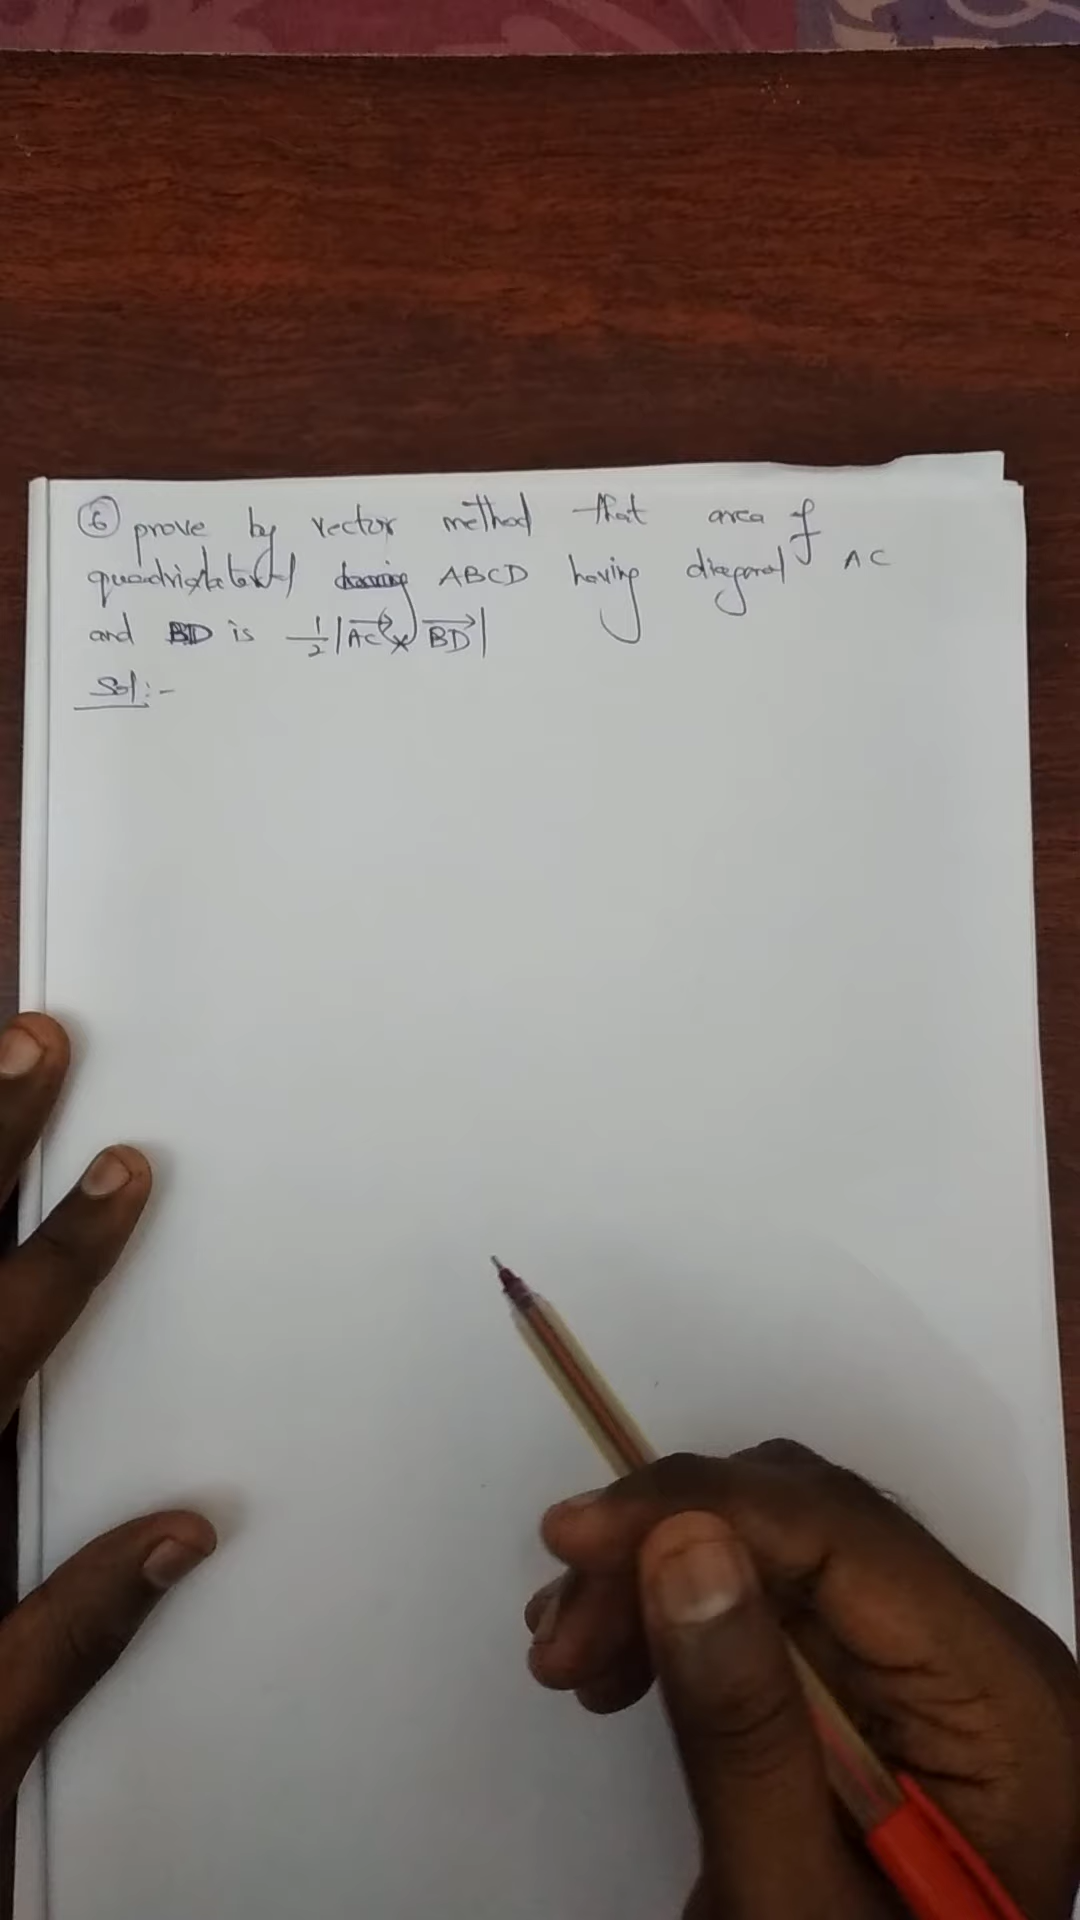 ⑥ prove by vector method that area of
quadrilateral ABCD having diagonal AC
and BD is 1/2 |AC × BD|
Sol:-